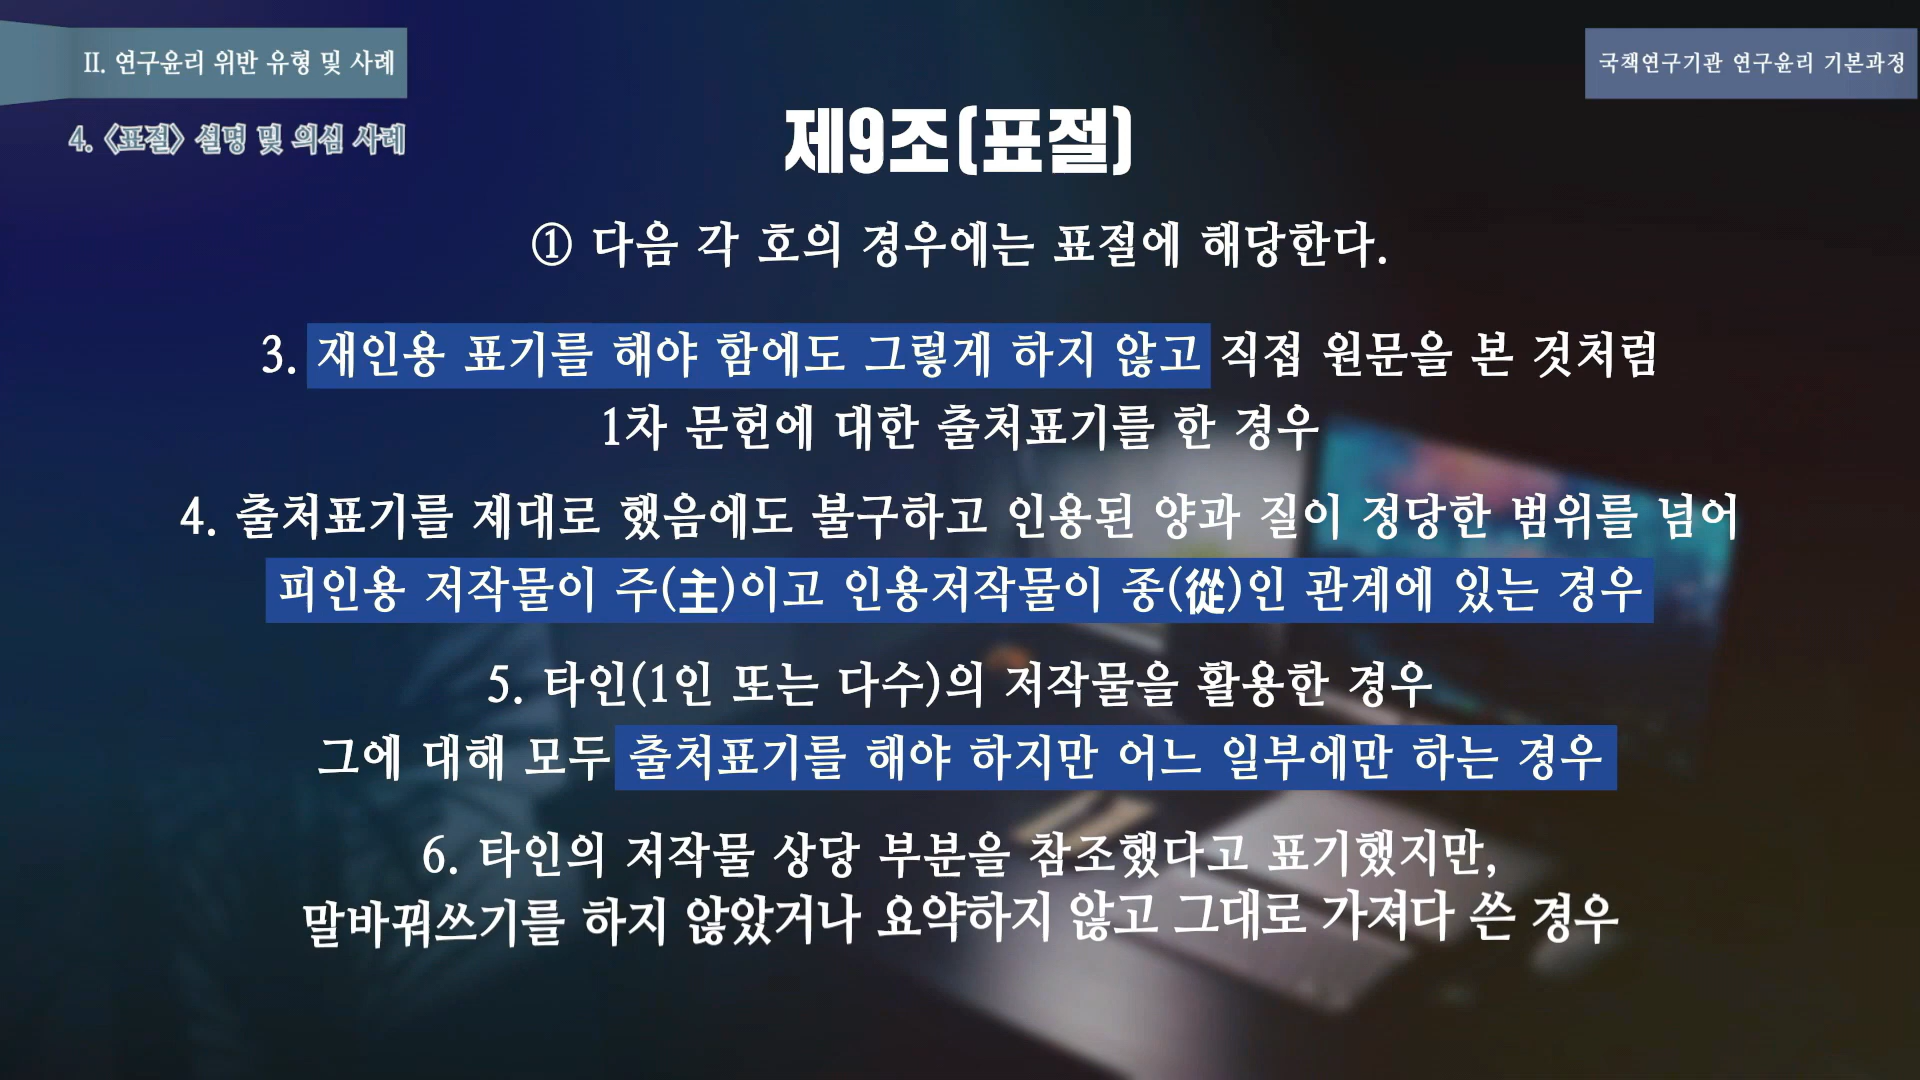 II. 연구윤리 위반 유형 및 사례
국책연구기관 연구윤리 기본과정
4. 〈표절〉 설명 및 의심 사례
제9조(표절)
① 다음 각 호의 경우에는 표절에 해당한다.
3. 재인용 표기를 해야 함에도 그렇게 하지 않고 직접 원문을 본 것처럼
1차 문헌에 대한 출처표기를 한 경우
4. 출처표기를 제대로 했음에도 불구하고 인용된 양과 질이 정당한 범위를 넘어
피인용 저작물이 주(主)이고 인용저작물이 종(從)인 관계에 있는 경우
5. 타인(1인 또는 다수)의 저작물을 활용한 경우
그에 대해 모두 출처표기를 해야 하지만 어느 일부에만 하는 경우
6. 타인의 저작물 상당 부분을 참조했다고 표기했지만,
말바꿔쓰기를 하지 않았거나 요약하지 않고 그대로 가져다 쓴 경우